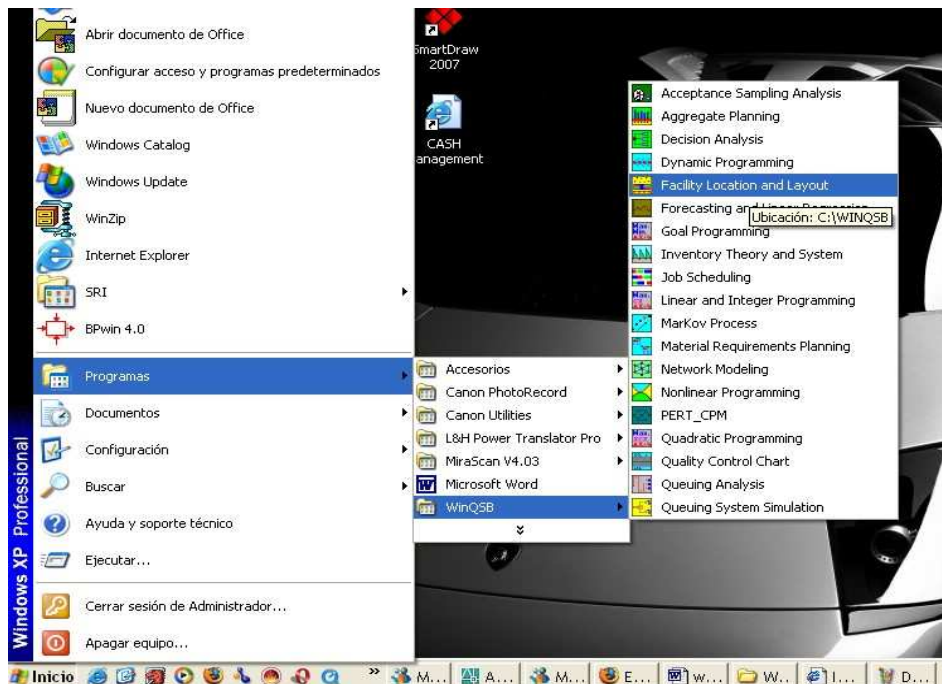 Abrir documento de Office
Configurar acceso y programas predeterminados
Nuevo documento de Office
Windows Catalog
Windows Update
WinZip
Internet Explorer
SRI
BPwin 4.0
Programas
Documentos
Configuración
Buscar
Ayuda y soporte técnico
Ejecutar...
Cerrar sesión de Administrador...
Apagar equipo...
Windows XP Professional
SmartDraw
2007
CASH
anagement
Accesorios
Canon PhotoRecord
Canon Utilities
L&H Power Translator Pro
MiraScan V4.03
Microsoft Word
WinQSB
Acceptance Sampling Analysis
Aggregate Planning
Decision Analysis
Dynamic Programming
Facility Location and Layout
Forecasting and Linear Regression
Ubicación: C:\WINQSB
Goal Programming
Inventory Theory and System
Job Scheduling
Linear and Integer Programming
MarKov Process
Material Requirements Planning
Network Modeling
Nonlinear Programming
PERT_CPM
Quadratic Programming
Quality Control Chart
Queuing Analysis
Queuing System Simulation
Inicio
M...
A...
M...
E...
w...
W...
I...
D...